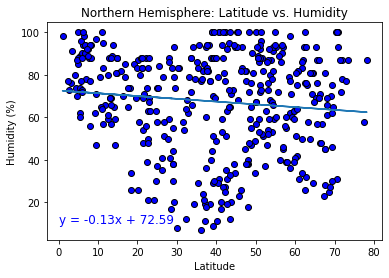 Northern Hemisphere: Latitude vs. Humidity
100
80
60
40
20
Humidity (%)
y = -0.13x + 72.59
0 10 20 30 40 50 60 70 80
Latitude